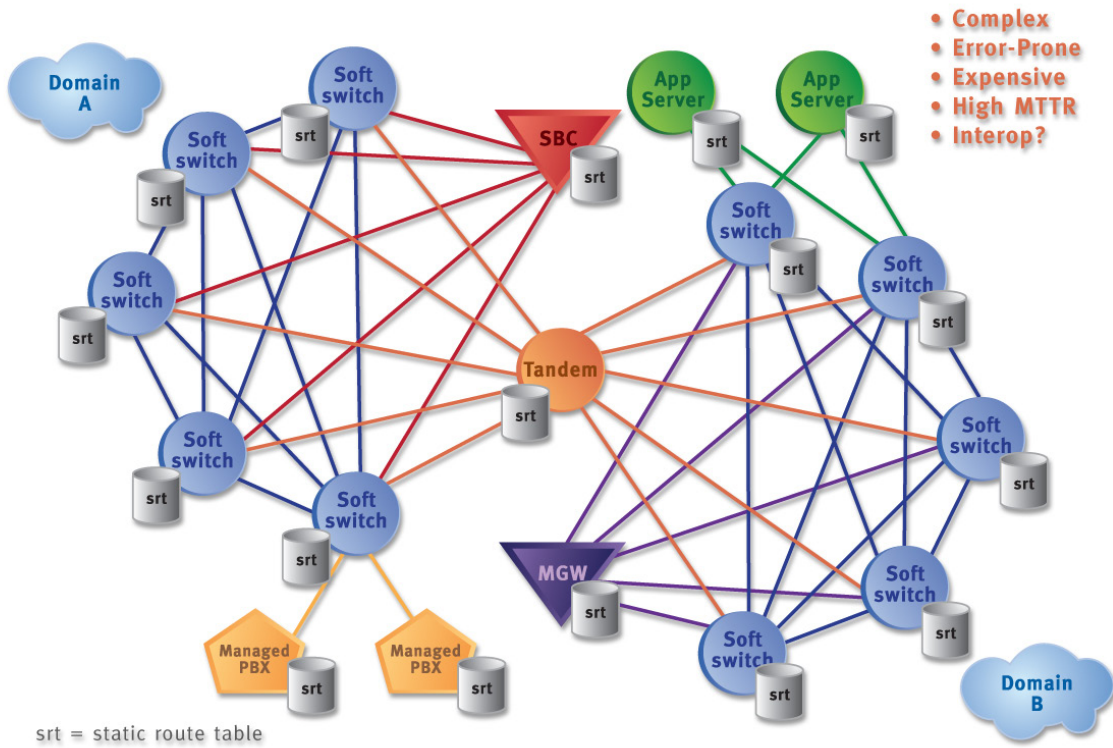 Domain
A
Soft
switch
srt
Soft
switch
srt
Soft
switch
srt
Soft
switch
srt
Soft
switch
srt
SBC
srt
App
Server
srt
App
Server
srt
• Complex
• Error-Prone
• Expensive
• High MTTR
• Interop?
Soft
switch
srt
Soft
switch
srt
Tandem
srt
Soft
switch
srt
MGW
srt
Soft
switch
srt
Soft
switch
srt
Managed
PBX
srt
Managed
PBX
srt
Domain
B
srt = static route table